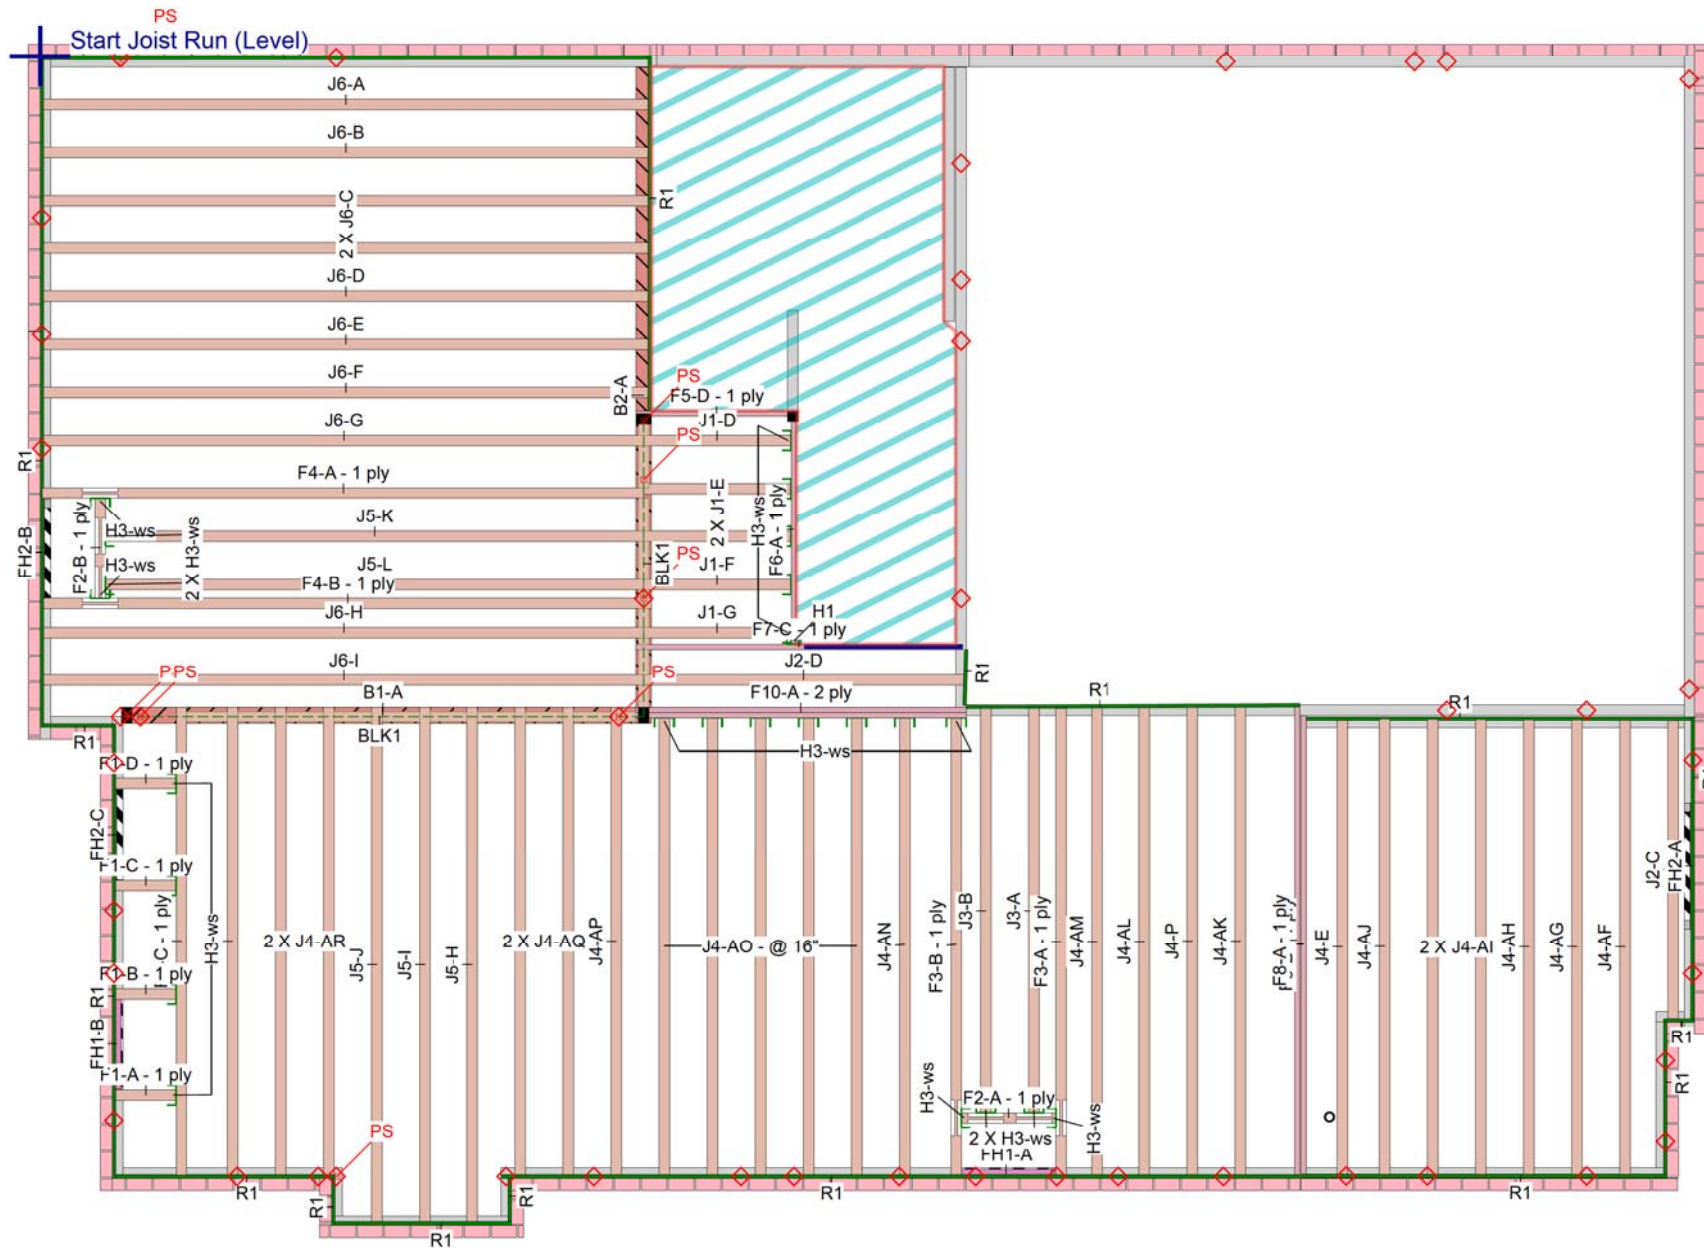 PS
Start Joist Run (Level)
J6-A
J6-B
2 X J6-C
R1
J6-D
J6-E
J6-F
B2-A
PS
F5-D - 1 ply
J6-G
J1-D
PS
R1
F4-A - 1 ply
2 X J1-E
H3-ws
F6-A - 1 ply
FH2-B
F2-B - 1 ply
H3-ws
2 X H3-ws
J5-K
H3-ws
J5-L
BLK1
PS
J1-F
F4-B - 1 ply
J6-H
J1-G
H1
F7-C - 1 ply
J6-I
J2-D
R1
PS
PS
B1-A
F10-A - 2 ply
R1
R1
R1
BLK1
H3-ws
F1-D - 1 ply
FH2-C
F1-C - 1 ply
C - 1 ply
H3-ws
2 X J4-AR
J5-J
J5-I
J5-H
2 X J4-AQ
J4-AP
J4-AO - @ 16"
J4-AN
F3-B - 1 ply
J3-B
J3-A
F3-A - 1 ply
J4-AM
J4-AL
J4-P
J4-AK
F8-A - 1 ply
J4-E
J4-AJ
2 X J4-AI
J4-AH
J4-AG
J4-AF
J2-C
FH2-A
F1-B - 1 ply
R1
FH1-B
F1-A - 1 ply
R1
R1
H3-ws
F2-A - 1 ply
H3-ws
2 X H3-ws
FH1-A
PS
R1
R1
R1
R1
R1
R1